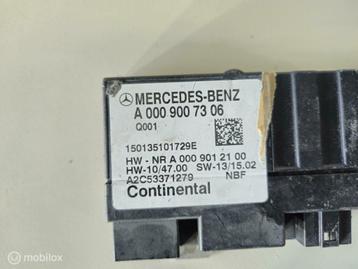 MERCEDES-BENZ
A 000 900 73 06
Q001
150135101729E
HW - NR A 000 901 21 00
HW-10/47.00 SW-13/15.02
A2C53371279 NBF
Continental
© mobilox